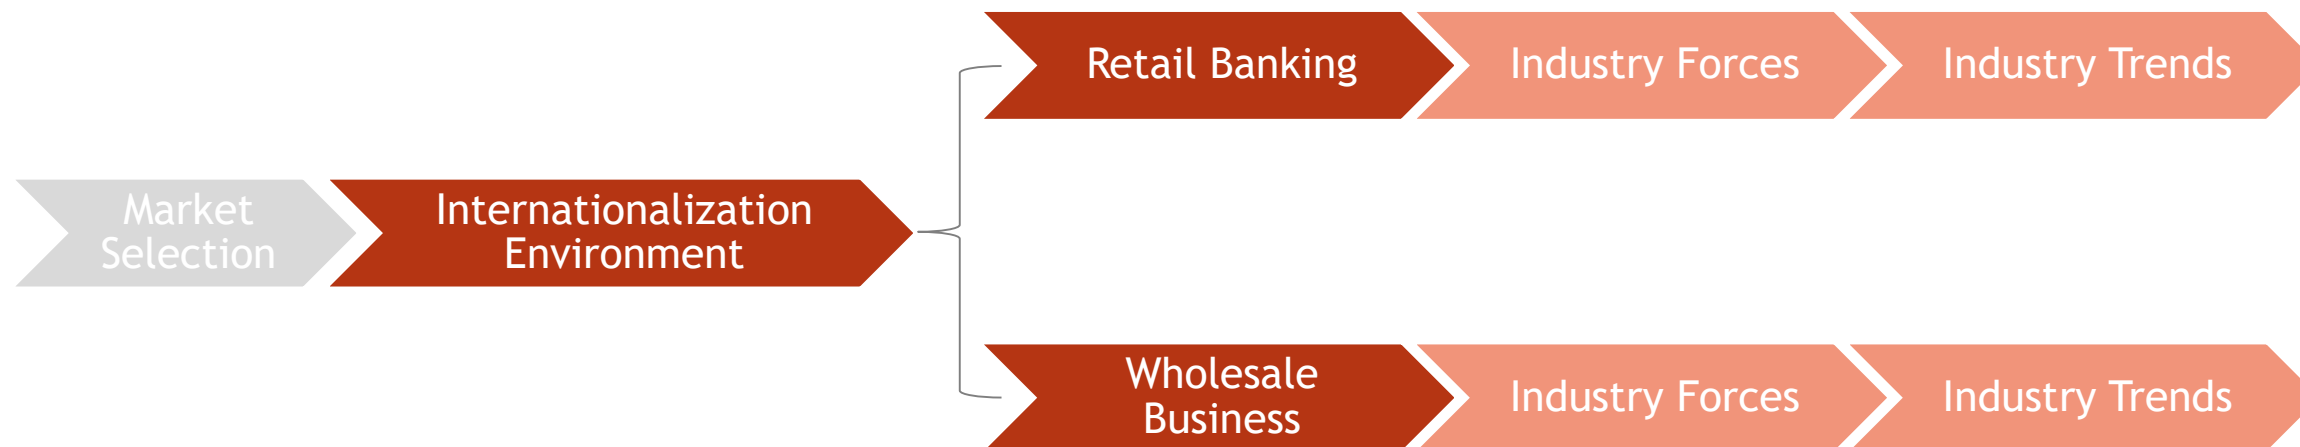 Retail Banking
Industry Forces
Industry Trends
Market
Selection
Internationalization
Environment
Wholesale
Business
Industry Forces
Industry Trends